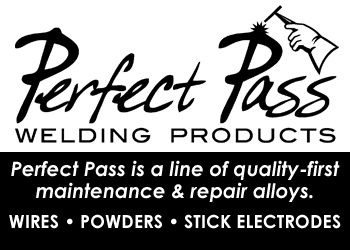 Perfect Pass
WELDING PRODUCTS
Perfect Pass is a line of quality-first
maintenance & repair alloys.
WIRES • POWDERS • STICK ELECTRODES